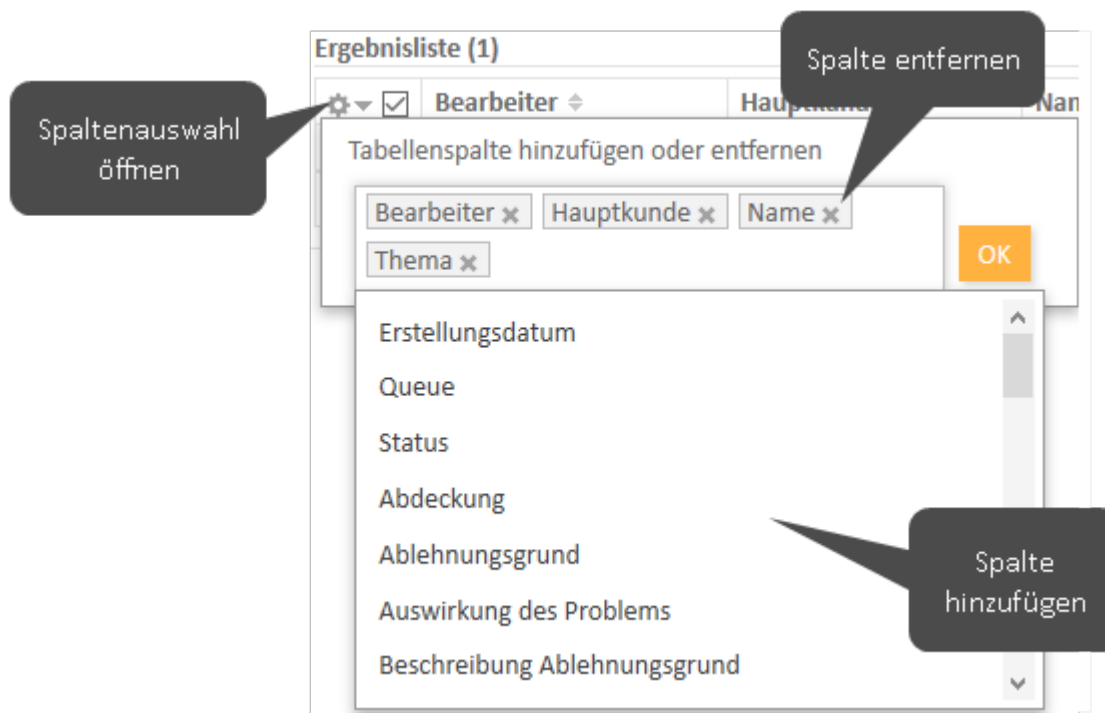 Ergebnisliste (1)
Spalte entfernen
Spaltenauswahl
öffnen
Bearbeiter
Tabellenspalte hinzufügen oder entfernen
Bearbeiter Hauptkunde Name
Thema
OK
Erstellungsdatum
Queue
Status
Abdeckung
Ablehnungsgrund
Auswirkung des Problems
Beschreibung Ablehnungsgrund
Spalte
hinzufügen